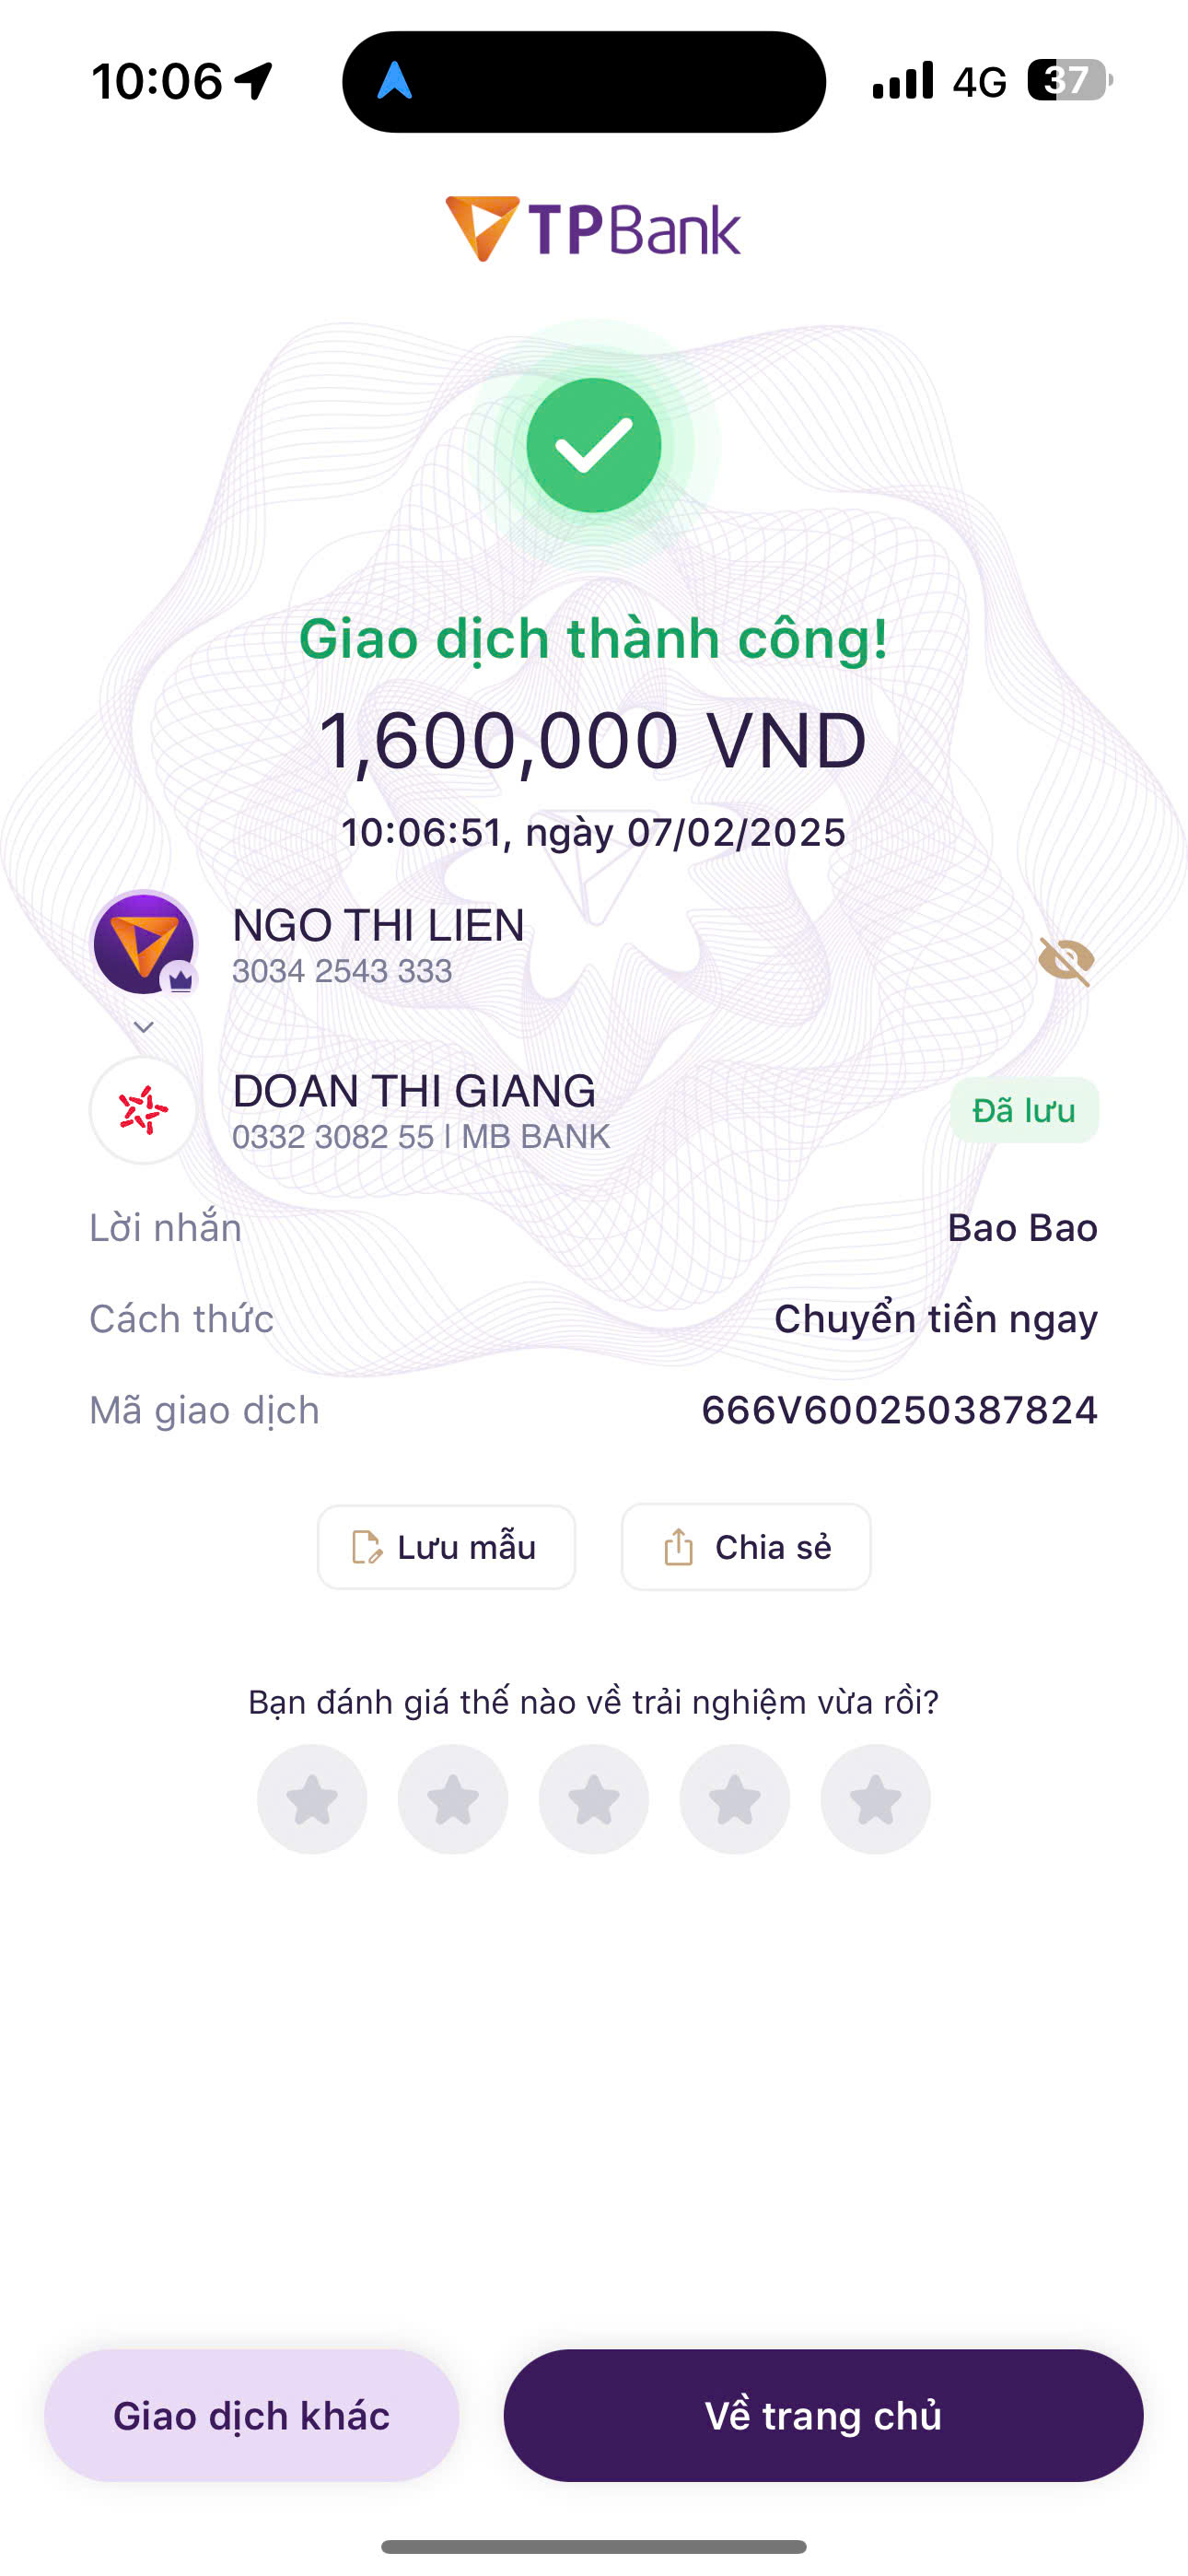 10:06
4G
37
TPBank
Giao dịch thành công!
1,600,000 VND
10:06:51, ngày 07/02/2025
NGO THI LIEN
3034 2543 333
DOAN THI GIANG
0332 3082 55 | MB BANK
Đã lưu
Lời nhắn
Bao Bao
Cách thức
Chuyển tiền ngay
Mã giao dịch
666V600250387824
Lưu mẫu
Chia sẻ
Bạn đánh giá thế nào về trải nghiệm vừa rồi?
Giao dịch khác
Về trang chủ